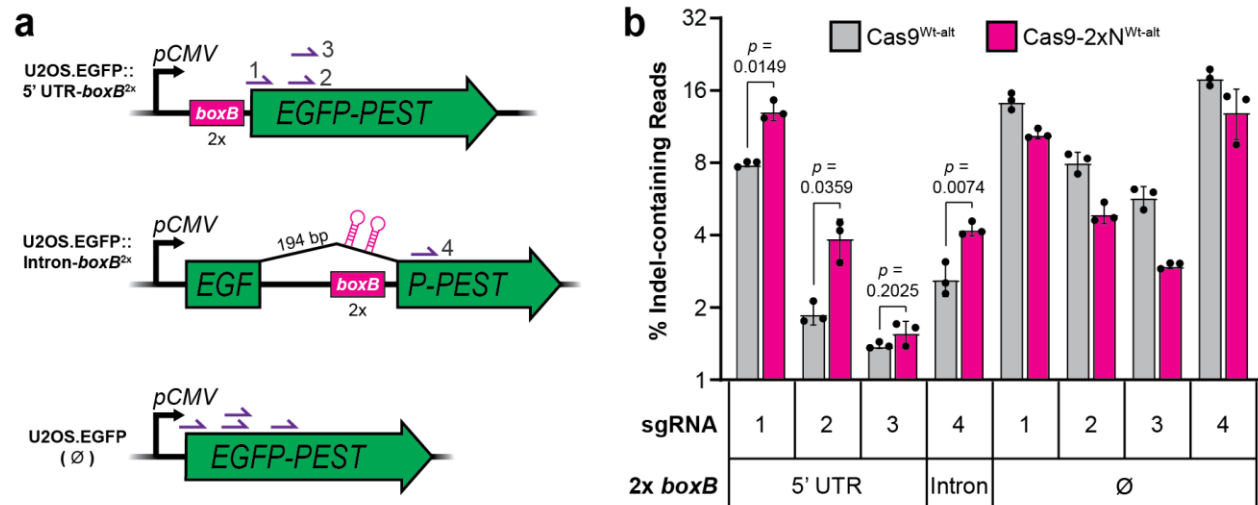 a
pCMV
U2OS.EGFP::
5' UTR-boxB2x
1
3
2
boxB
2x
EGFP-PEST
pCMV
U2OS.EGFP::
Intron-boxB2x
194 bp
4
EGF
boxB
2x
P-PEST
pCMV
U2OS.EGFP
( Ø )
EGFP-PEST
b
Cas9Wt-alt
Cas9-2xNWt-alt
% Indel-containing Reads
32
16
8
4
2
1
p =
0.0149
p =
0.0359
p =
0.2025
p =
0.0074
sgRNA
1
2
3
4
1
2
3
4
2x boxB
5' UTR
Intron
Ø